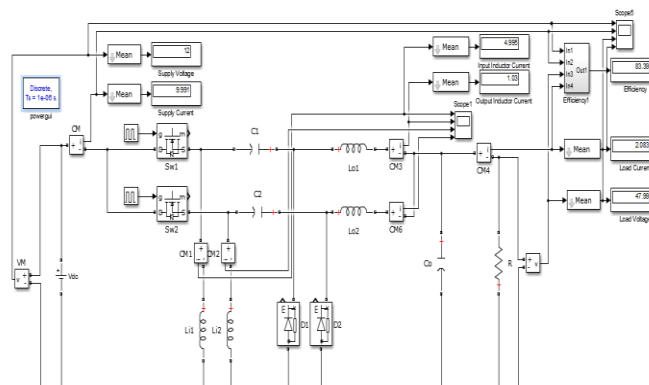 Scope5
Mean
12
Supply Voltage
Mean
4.995
Input Inductor Current
In1
In2
In3
In4
Out1
Efficiency1
83.39
Efficiency
Discrete,
Ts = 1e-06 s.
powergui
Mean
9.991
Supply Current
Mean
1.03
Output Inductor Current
Scope1
CM
g
m
D
S
Sw1
C1
Lo1
CM3
CM4
Mean
2.083
Load Current
g
m
D
S
Sw2
C2
Lo2
CM6
Mean
47.99
Load Voltage
CM1
CM2
VM
v
Vdc
Co
R
v
Li1
Li2
E
D1
E
D2